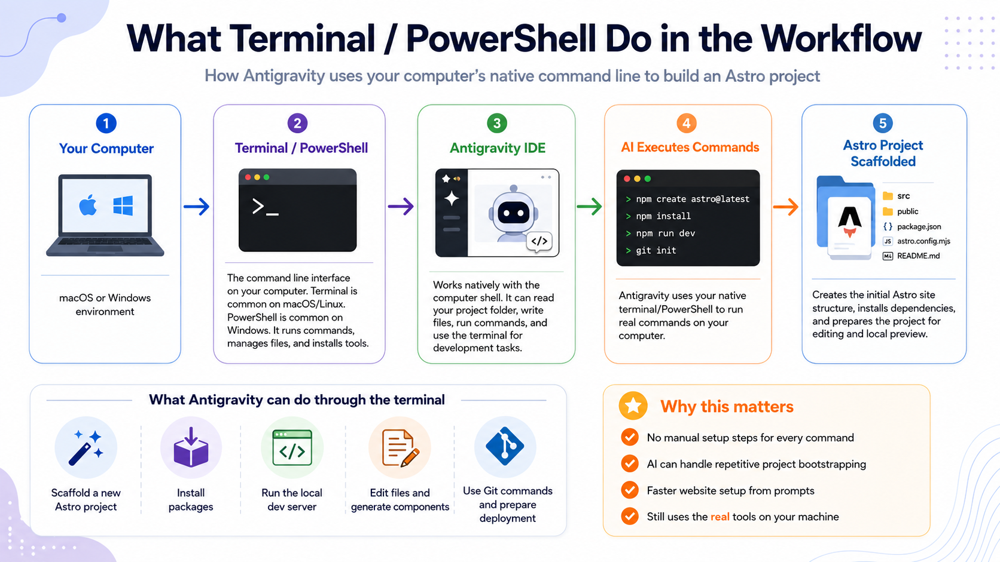 What Terminal / PowerShell Do in the Workflow
How Antigravity uses your computer's native command line to build an Astro project
1
Your Computer
macOS or Windows
environment
2
Terminal / PowerShell
>_
The command line interface
on your computer. Terminal is
common on macOS/Linux.
PowerShell is common on
Windows. It runs commands,
manages files, and installs tools.
3
Antigravity IDE
</>
Works natively with the
computer shell. It can read
your project folder, write
files, run commands, and
use the terminal for
development tasks.
4
AI Executes Commands
> npm create astro@latest
> npm install
> npm run dev
> git init
Antigravity uses your native
terminal/PowerShell to run
real commands on your
computer.
5
Astro Project
Scaffolded
src
public
{ } package.json
JS astro.config.mjs
M↓ README.md
Creates the initial Astro site
structure, installs dependencies,
and prepares the project for
editing and local preview.
What Antigravity can do through the terminal
Scaffold a new
Astro project
Install
packages
</>
Run the local
dev server
Edit files and
generate components
Use Git commands
and prepare
deployment
Why this matters
No manual setup steps for every command
AI can handle repetitive project bootstrapping
Faster website setup from prompts
Still uses the real tools on your machine